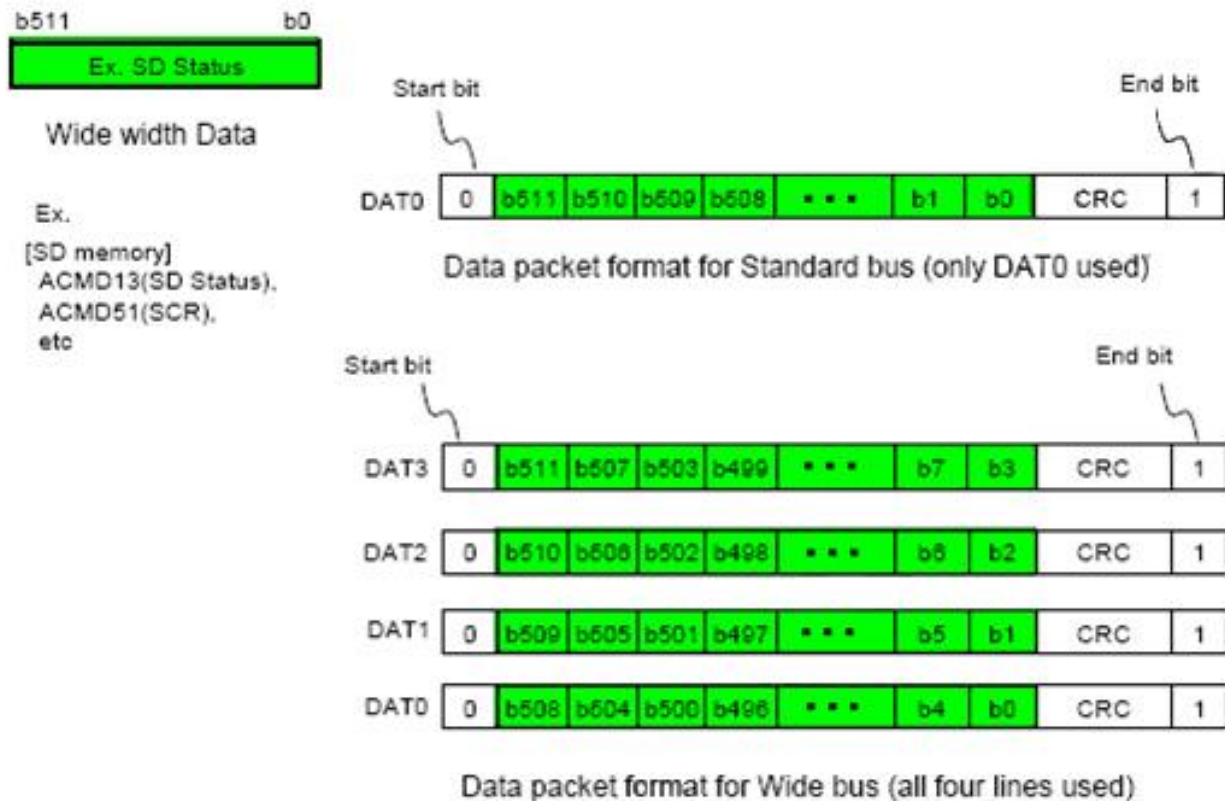 b511 b0
Ex. SD Status
Wide width Data
Ex.
[SD memory]
ACMD13(SD Status),
ACMD51(SCR),
etc
Start bit End bit
DAT0 0 b511 b510 b509 b508 ▪ ▪ ▪ b1 b0 CRC 1
Data packet format for Standard bus (only DAT0 used)
Start bit End bit
DAT3 0 b511 b507 b503 b499 ▪ ▪ ▪ b7 b3 CRC 1
DAT2 0 b510 b506 b502 b498 ▪ ▪ ▪ b6 b2 CRC 1
DAT1 0 b509 b505 b501 b497 ▪ ▪ ▪ b5 b1 CRC 1
DAT0 0 b508 b504 b500 b496 ▪ ▪ ▪ b4 b0 CRC 1
Data packet format for Wide bus (all four lines used)